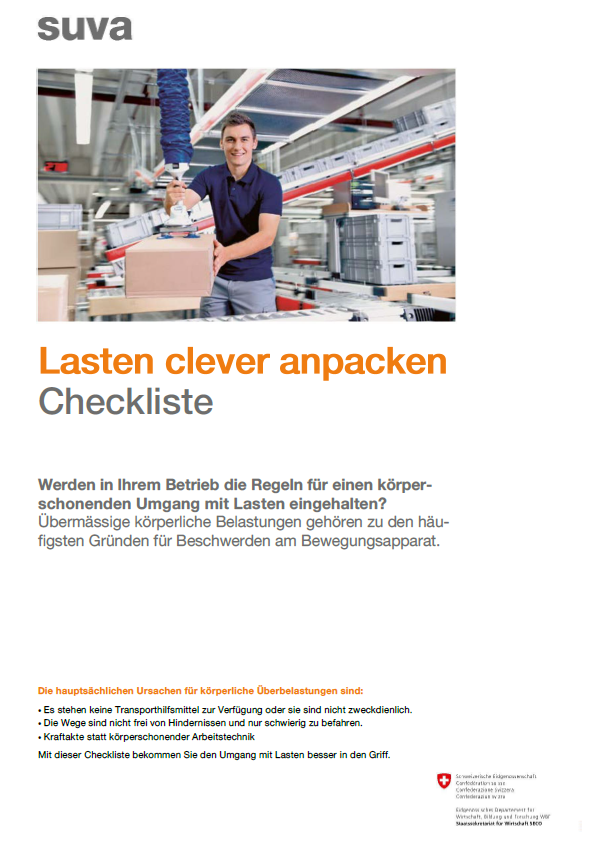 suva
Lasten clever anpacken
Checkliste
Werden in Ihrem Betrieb die Regeln für einen körper-
schonenden Umgang mit Lasten eingehalten?
Übermässige körperliche Belastungen gehören zu den häu-
figsten Gründen für Beschwerden am Bewegungsapparat.
Die hauptsächlichen Ursachen für körperliche Überbelastungen sind:
• Es stehen keine Transporthilfsmittel zur Verfügung oder sie sind nicht zweckdienlich.
• Die Wege sind nicht frei von Hindernissen und nur schwierig zu befahren.
• Kraftakte statt körperschonender Arbeitstechnik
Mit dieser Checkliste bekommen Sie den Umgang mit Lasten besser in den Griff.
Schweizerische Eidgenossenschaft
Confédération suisse
Confederazione Svizzera
Confederaziun svizra
Eidgenössisches Departement für
Wirtschaft, Bildung und Forschung WBF
Staatssekretariat für Wirtschaft SECO